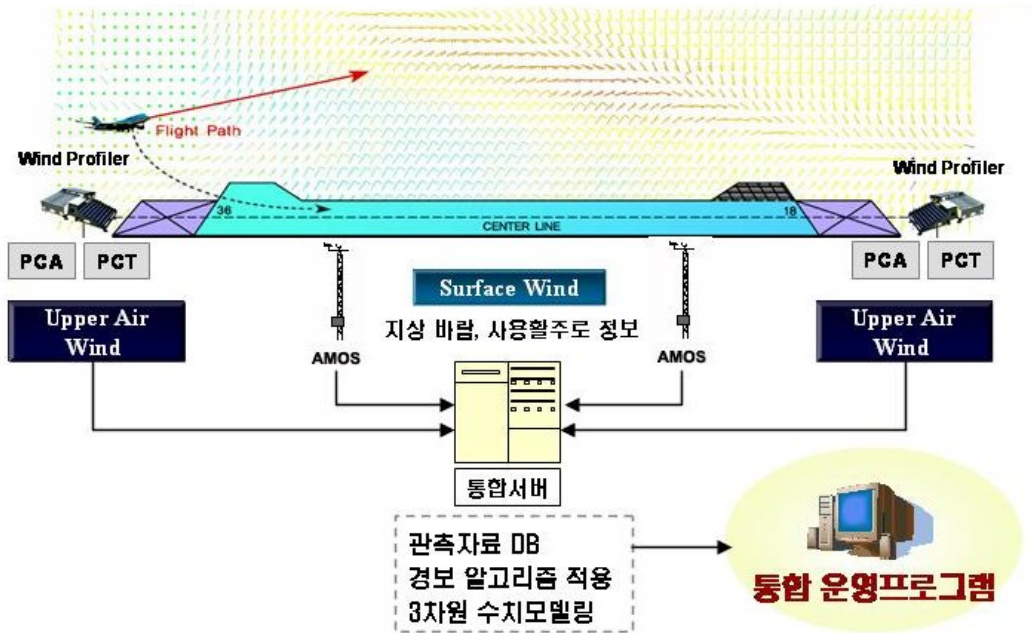 Flight Path
Wind Profiler
Wind Profiler
36
18
CENTER LINE
PCA
PCT
PCA
PCT
Surface Wind
Upper Air
Wind
지상 바람, 사용활주로 정보
Upper Air
Wind
AMOS
AMOS
통합서버
관측자료 DB
경보 알고리즘 적용
3차원 수치모델링
통합 운영프로그램